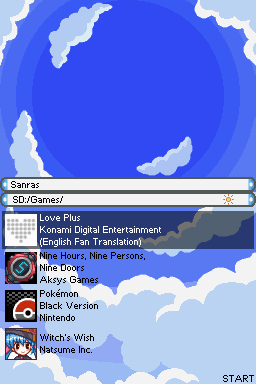 Sanras
SD:/Games/
Love Plus
Konami Digital Entertainment
(English Fan Translation)
Nine Hours, Nine Persons,
Nine Doors
Aksys Games
Pokémon
Black Version
Nintendo
Witch's Wish
Natsume Inc.
START